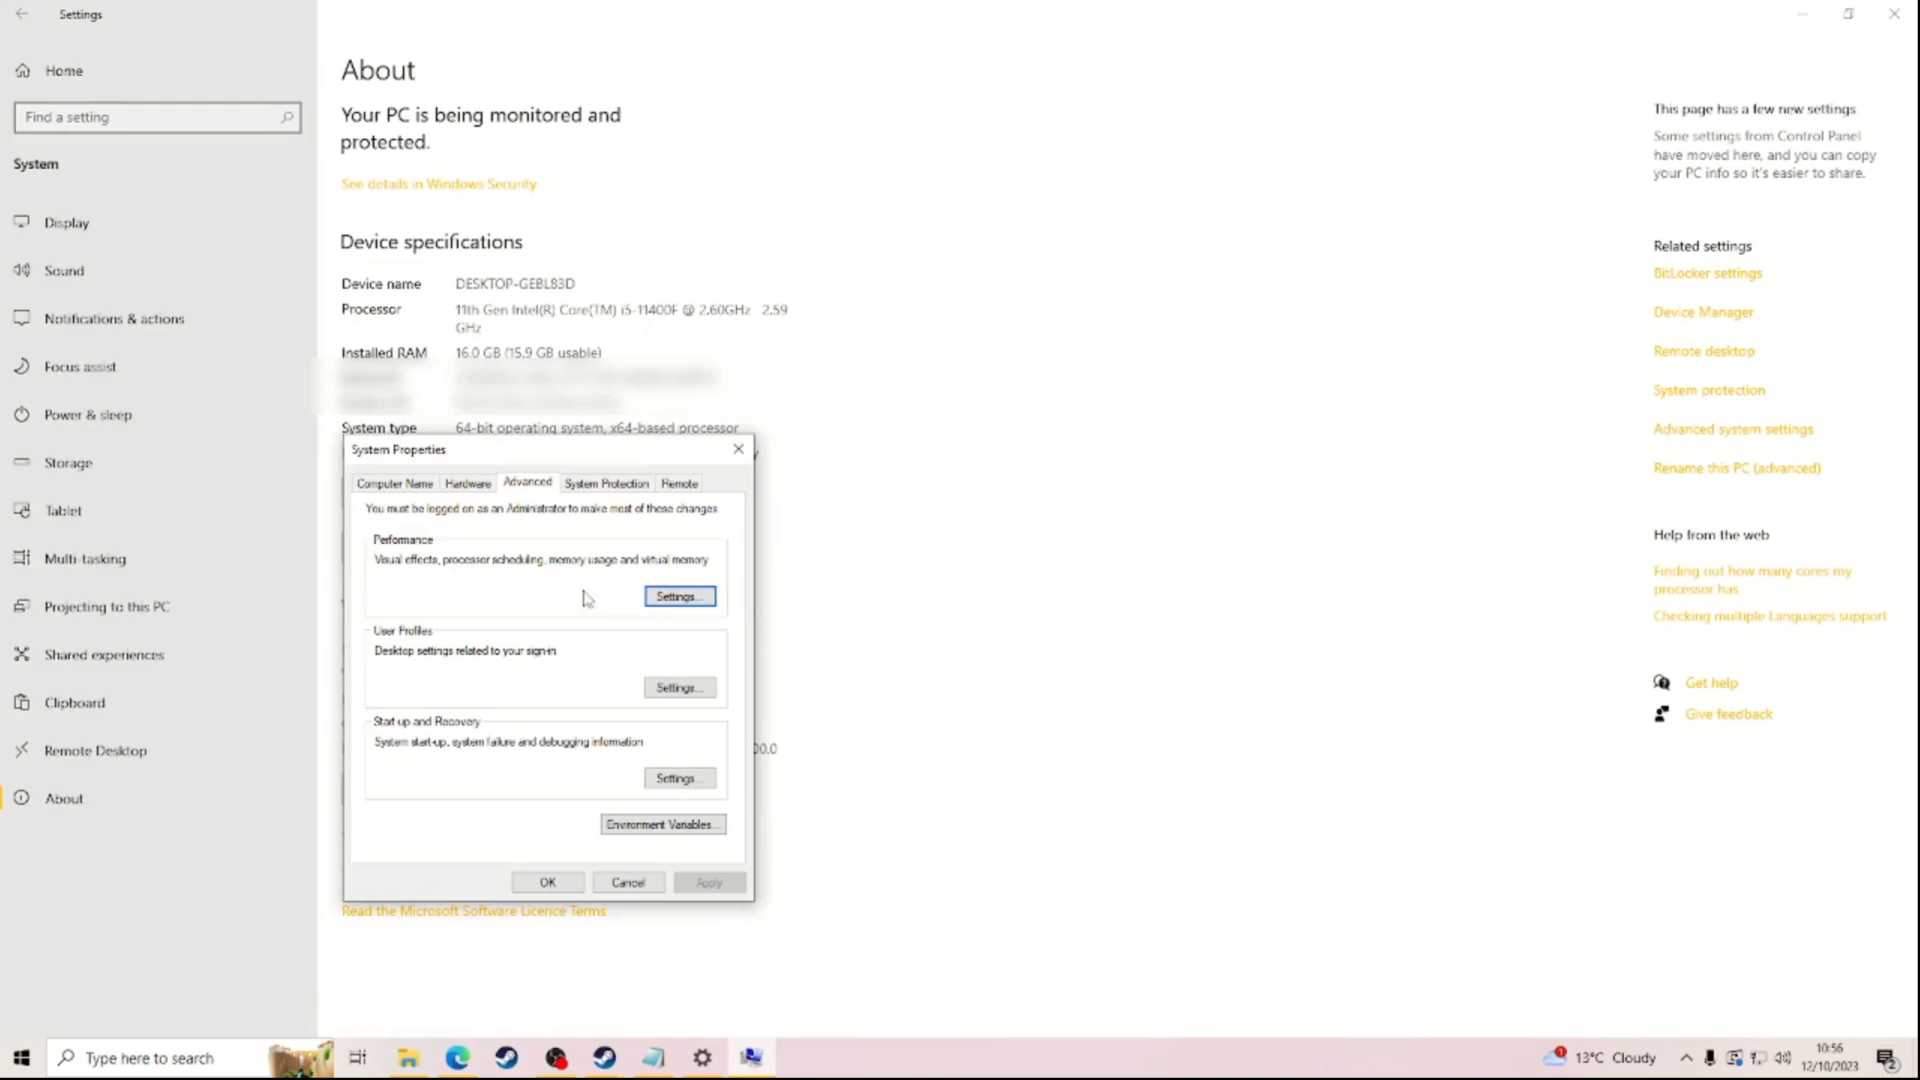 Settings
Home
Find a setting
System
Display
Sound
Notifications & actions
Focus assist
Power & sleep
Storage
Tablet
Multi-tasking
Projecting to this PC
Shared experiences
Clipboard
Remote Desktop
About
About
Your PC is being monitored and
protected.
See details in Windows Security
Device specifications
Device name DESKTOP-GEBL83D
Processor 11th Gen Intel(R) Core(TM) i5-11400F @ 2.60GHz 2.59
GHz
Installed RAM 16.0 GB (15.9 GB usable)
System type 64-bit operating system, x64-based processor
System Properties
Computer Name Hardware Advanced System Protection Remote
You must be logged on as an Administrator to make most of these changes
Performance
Visual effects, processor scheduling, memory usage and virtual memory
Settings...
User Profiles
Desktop settings related to your sign-in
Settings...
Start-up and Recovery
System start-up, system failure and debugging information
00.0
Settings...
Environment Variables...
OK Cancel Apply
Read the Microsoft Software Licence Terms
This page has a few new settings
Some settings from Control Panel
have moved here, and you can copy
your PC info so it's easier to share.
Related settings
BitLocker settings
Device Manager
Remote desktop
System protection
Advanced system settings
Rename this PC (advanced)
Help from the web
Finding out how many cores my
processor has
Checking multiple Languages support
Get help
Give feedback
Type here to search
1
13°C Cloudy
10:56
12/10/2023
2